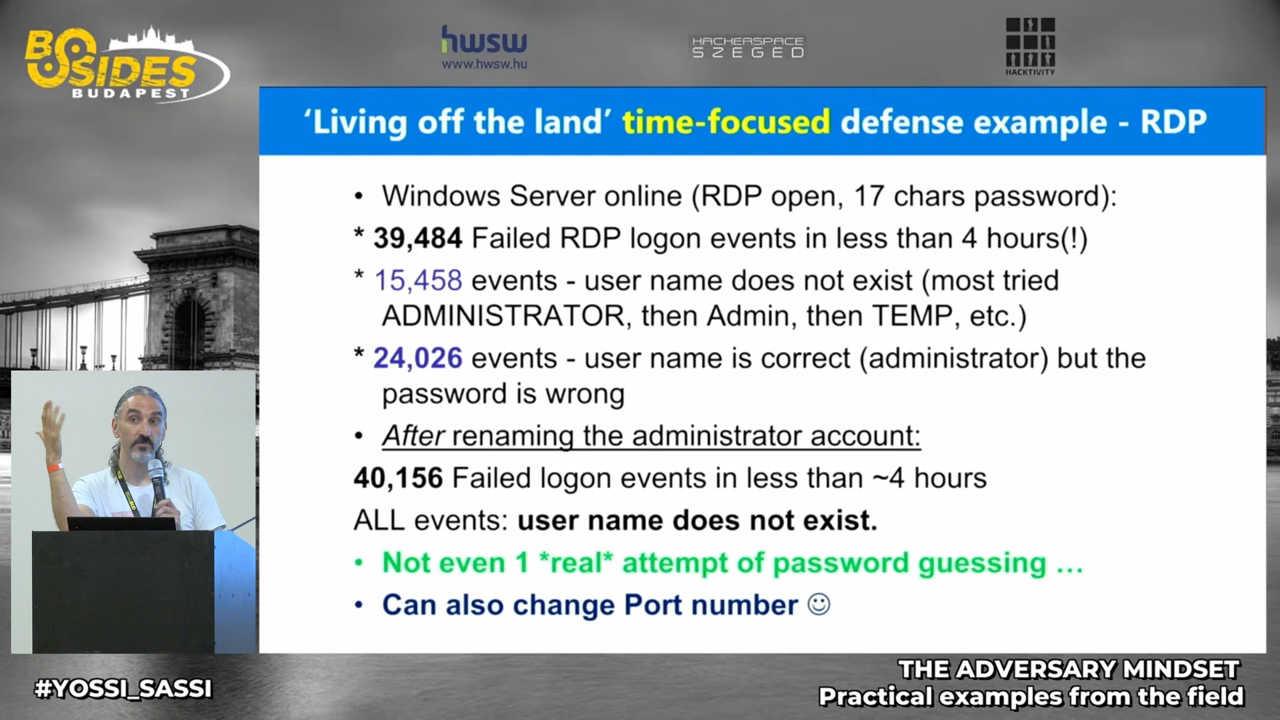 BSIDES
BUDAPEST
hwsw
www.hwsw.hu
HACKERSPACE
SZEGED
HACKTIVITY
'Living off the land' time-focused defense example - RDP
• Windows Server online (RDP open, 17 chars password):
* 39,484 Failed RDP logon events in less than 4 hours(!)
* 15,458 events - user name does not exist (most tried
ADMINISTRATOR, then Admin, then TEMP, etc.)
* 24,026 events - user name is correct (administrator) but the
password is wrong
• After renaming the administrator account:
40,156 Failed logon events in less than ~4 hours
ALL events: user name does not exist.
• Not even 1 *real* attempt of password guessing …
• Can also change Port number ☺
#YOSSI_SASSI
THE ADVERSARY MINDSET
Practical examples from the field